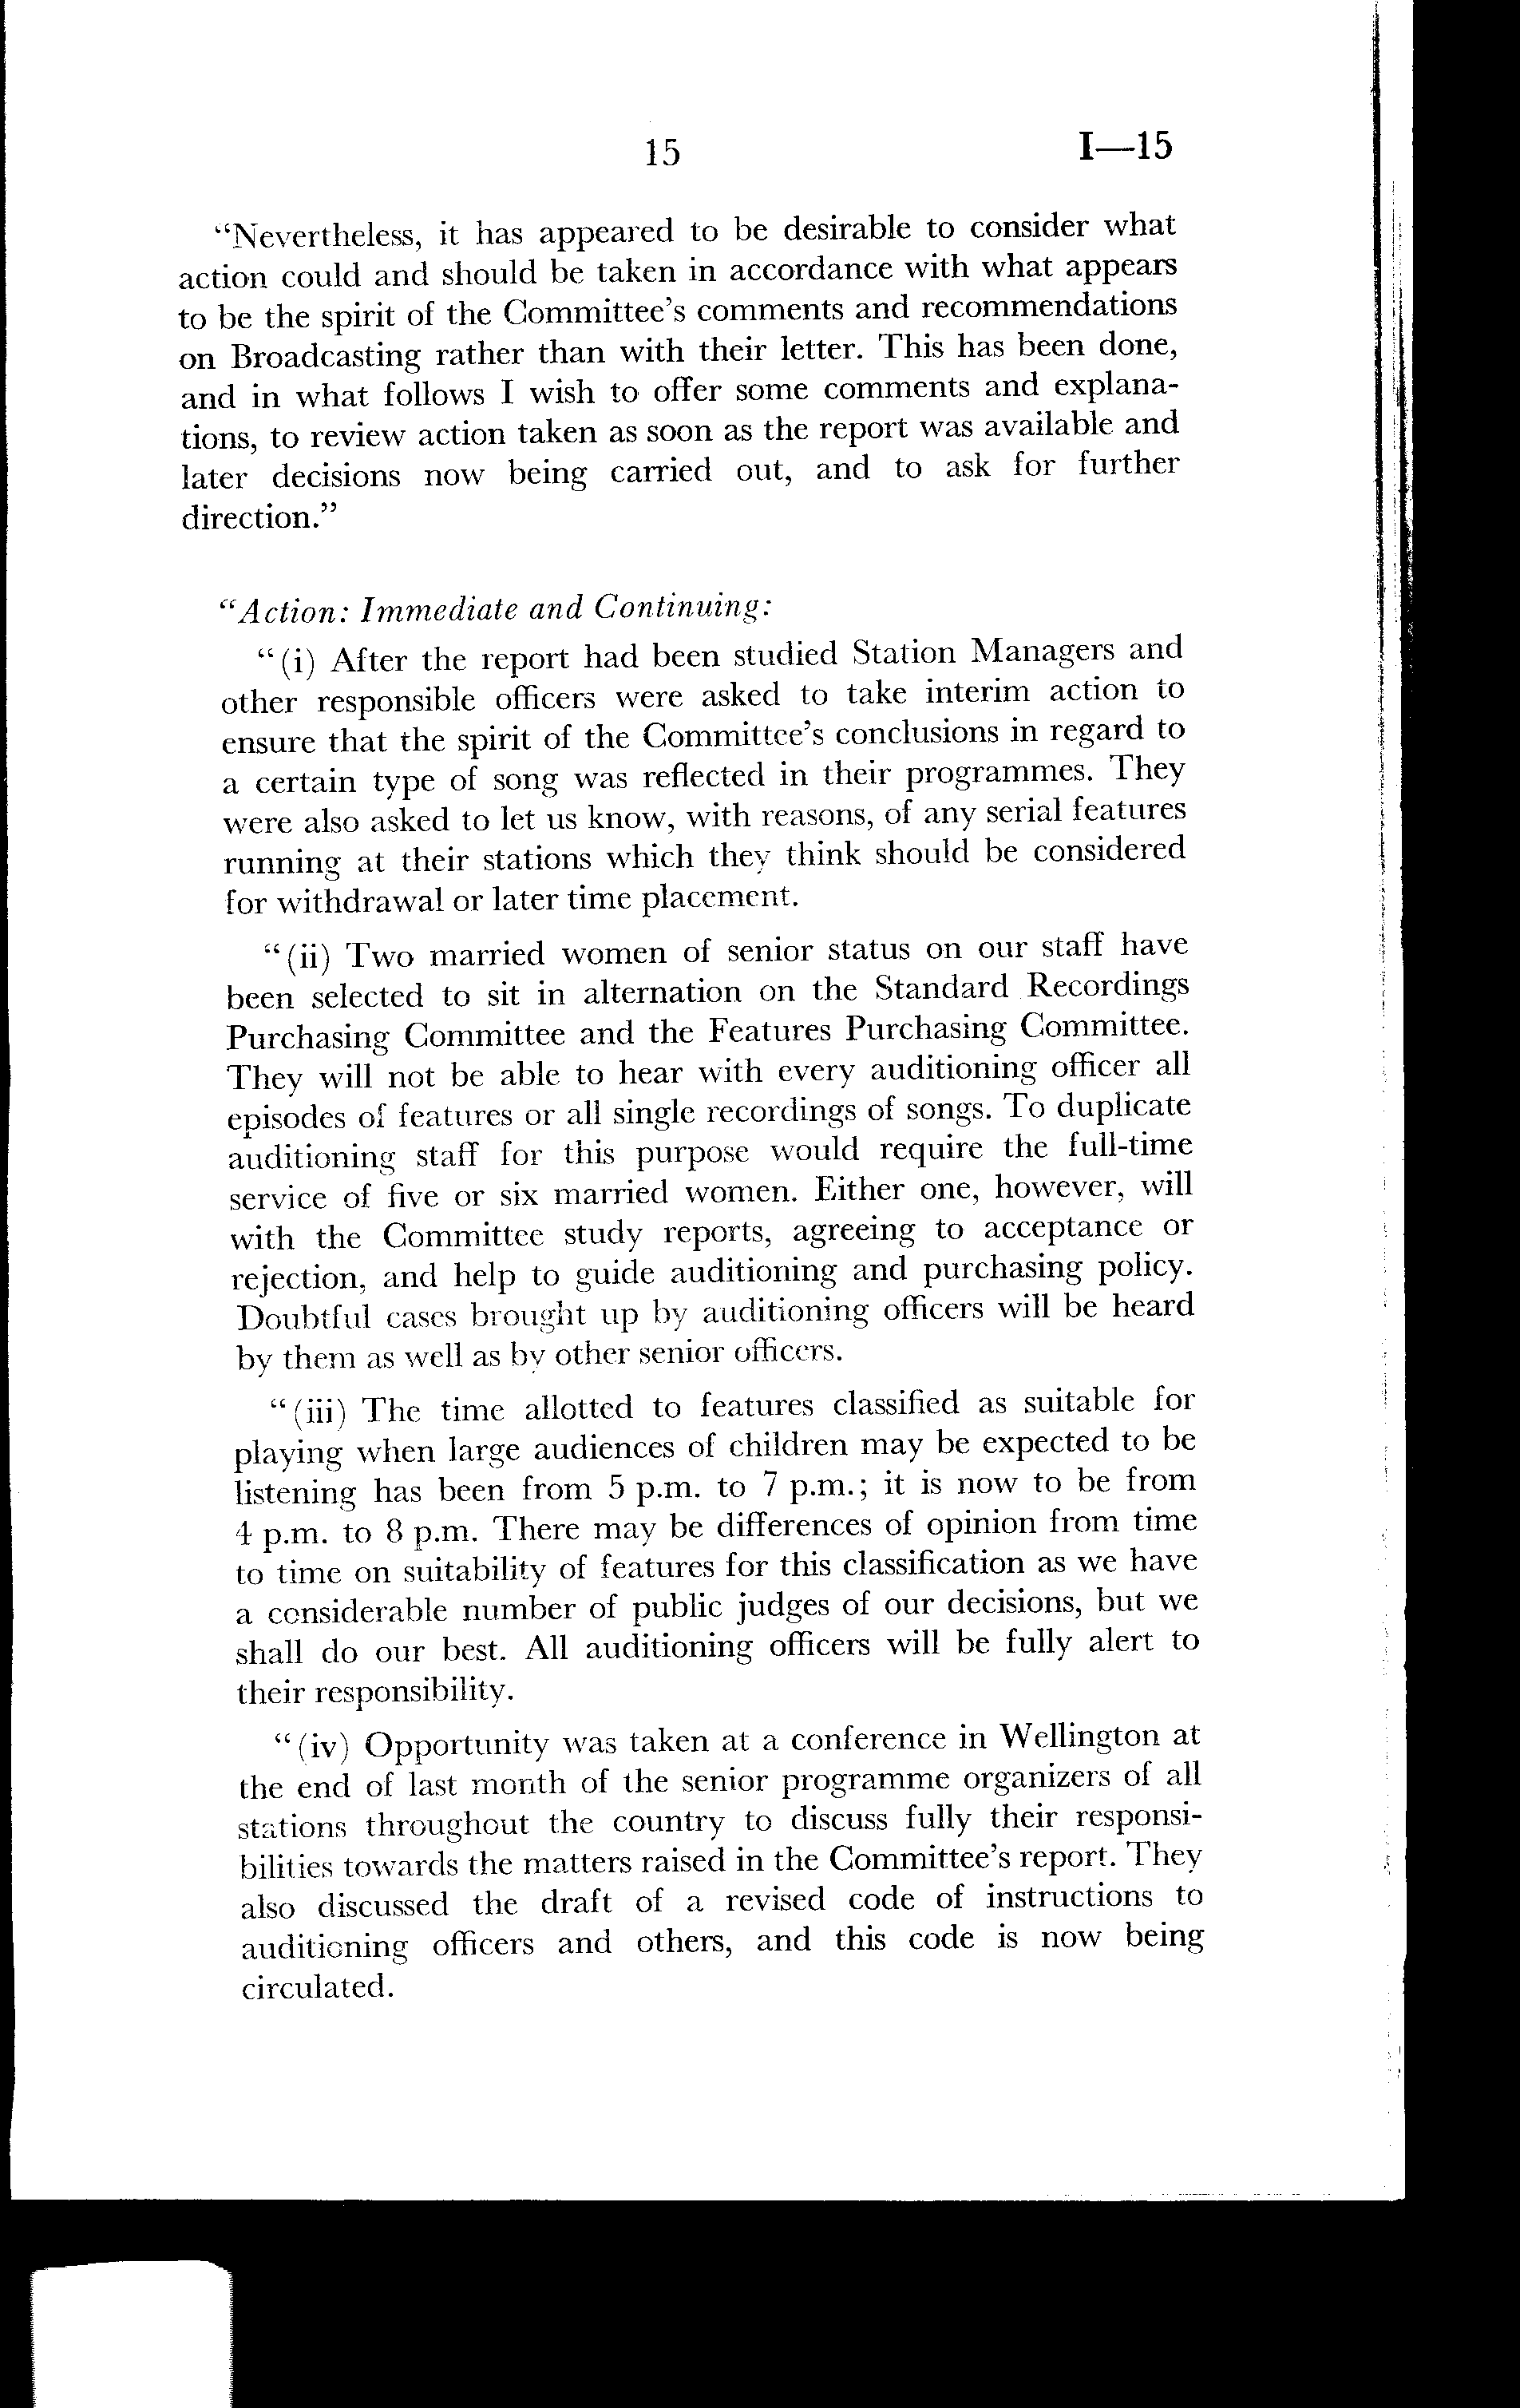 15
I—15
"Nevertheless, it has appeared to be desirable to consider what
action could and should be taken in accordance with what appears
to be the spirit of the Committee's comments and recommendations
on Broadcasting rather than with their letter. This has been done,
and in what follows I wish to offer some comments and explana-
tions, to review action taken as soon as the report was available and
later decisions now being carried out, and to ask for further
direction."
"Action: Immediate and Continuing:
"(i) After the report had been studied Station Managers and
other responsible officers were asked to take interim action to
ensure that the spirit of the Committee's conclusions in regard to
a certain type of song was reflected in their programmes. They
were also asked to let us know, with reasons, of any serial features
running at their stations which they think should be considered
for withdrawal or later time placement.
"(ii) Two married women of senior status on our staff have
been selected to sit in alternation on the Standard Recordings
Purchasing Committee and the Features Purchasing Committee.
They will not be able to hear with every auditioning officer all
episodes of features or all single recordings of songs. To duplicate
auditioning staff for this purpose would require the full-time
service of five or six married women. Either one, however, will
with the Committee study reports, agreeing to acceptance or
rejection, and help to guide auditioning and purchasing policy.
Doubtful cases brought up by auditioning officers will be heard
by them as well as by other senior officers.
"(iii) The time allotted to features classified as suitable for
playing when large audiences of children may be expected to be
listening has been from 5 p.m. to 7 p.m.; it is now to be from
4 p.m. to 8 p.m. There may be differences of opinion from time
to time on suitability of features for this classification as we have
a considerable number of public judges of our decisions, but we
shall do our best. All auditioning officers will be fully alert to
their responsibility.
"(iv) Opportunity was taken at a conference in Wellington at
the end of last month of the senior programme organizers of all
stations throughout the country to discuss fully their responsi-
bilities towards the matters raised in the Committee's report. They
also discussed the draft of a revised code of instructions to
auditioning officers and others, and this code is now being
circulated.